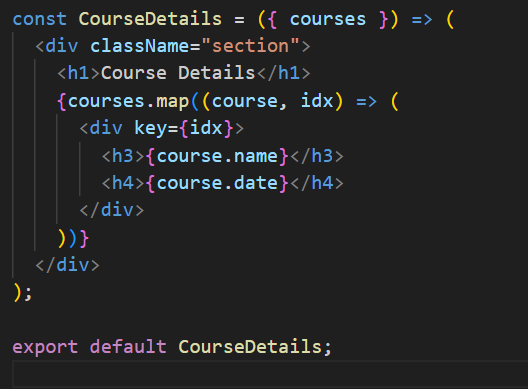 const CourseDetails = ({ courses }) => (
  <div className="section">
    <h1>Course Details</h1>
    {courses.map((course, idx) => (
      <div key={idx}>
        <h3>{course.name}</h3>
        <h4>{course.date}</h4>
      </div>
    ))}
  </div>
);

export default CourseDetails;